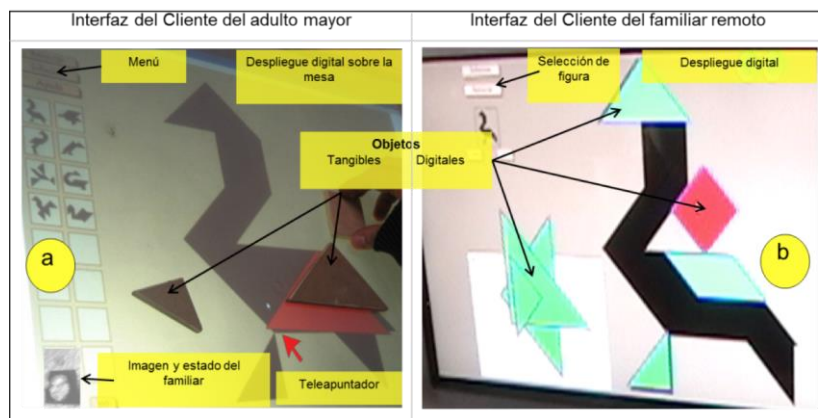 Interfaz del Cliente del adulto mayor
Interfaz del Cliente del familiar remoto
Menú
Despliegue digital sobre la
mesa
Selección de
figura
Despliegue digital
Objetos
Tangibles
Digitales
a
b
Imagen y estado del
familiar
Teleapuntador